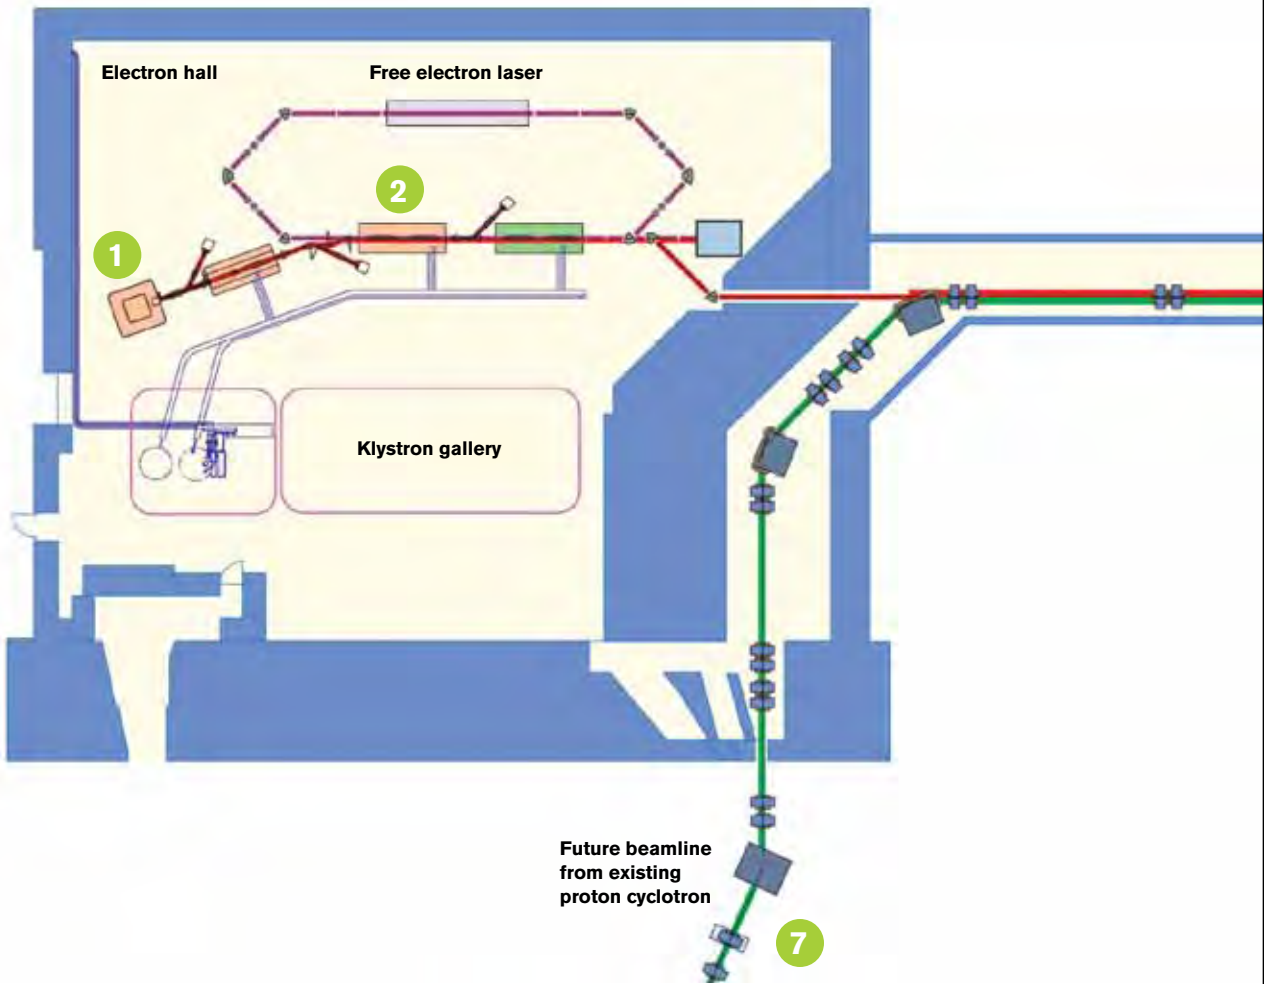 Electron hall
Free electron laser
2
1
Klystron gallery
Future beamline
from existing
proton cyclotron
7